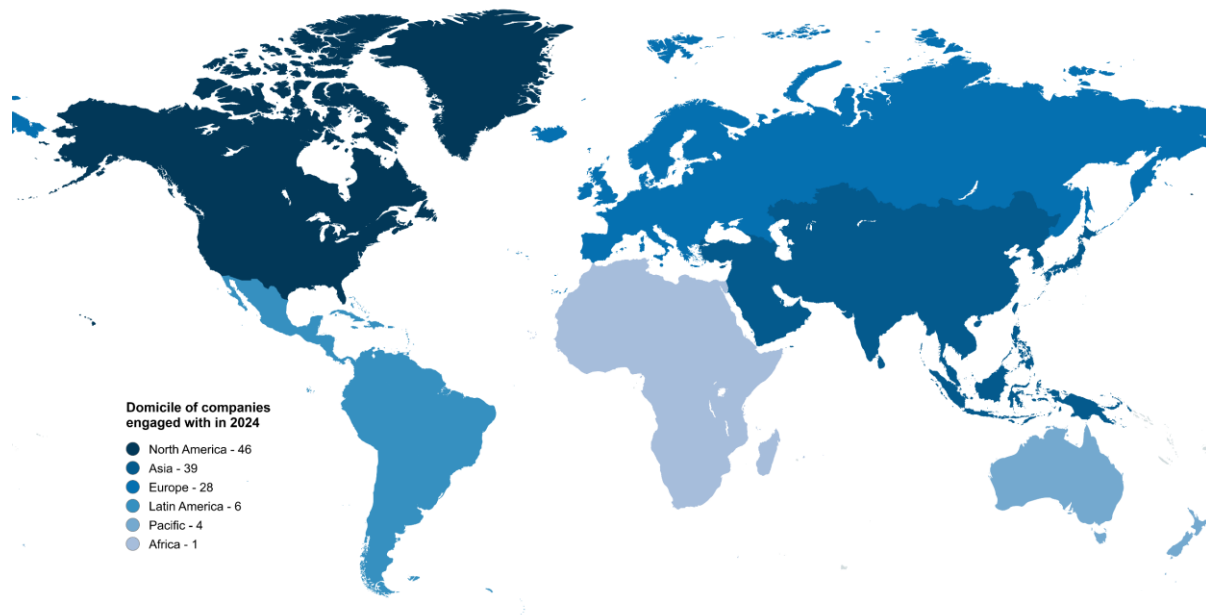 Domicile of companies
engaged with in 2024
North America - 46
Asia - 39
Europe - 28
Latin America - 6
Pacific - 4
Africa - 1